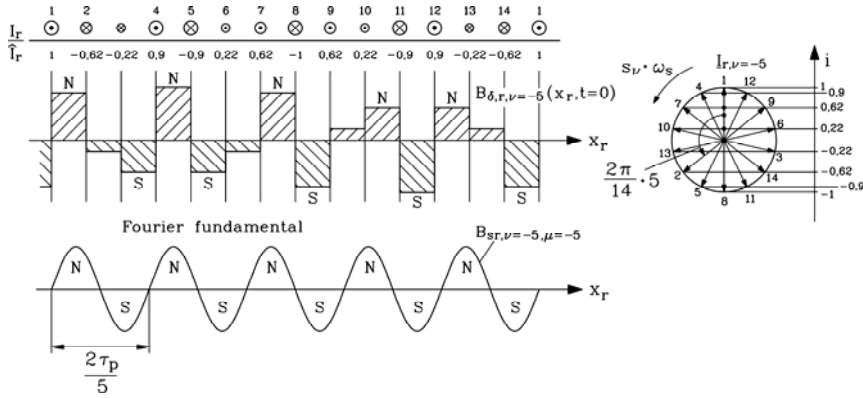 1 2 4 5 6 7 8 9 10 11 12 13 14 1
I_r
Î_r
1 −0,62 −0,22 0,9 −0,9 0,22 0,62 −1 0,62 0,22 −0,9 0,9 −0,22 −0,62 1
N N N N N
S S S S S
B_δ,r,ν=−5(x_r,t=0)
x_r
Fourier fundamental
B_sr,ν=−5,μ=−5
N N N N N
S S S S S
x_r
2τ_p
5
s_ν·ω_s
I_r,ν=−5
i
1
4 12
7 9
10 6
13 3
2 14
5 11
8
1
0,9
0,62
0,22
−0,22
−0,62
−0,9
−1
2π
14 ·5